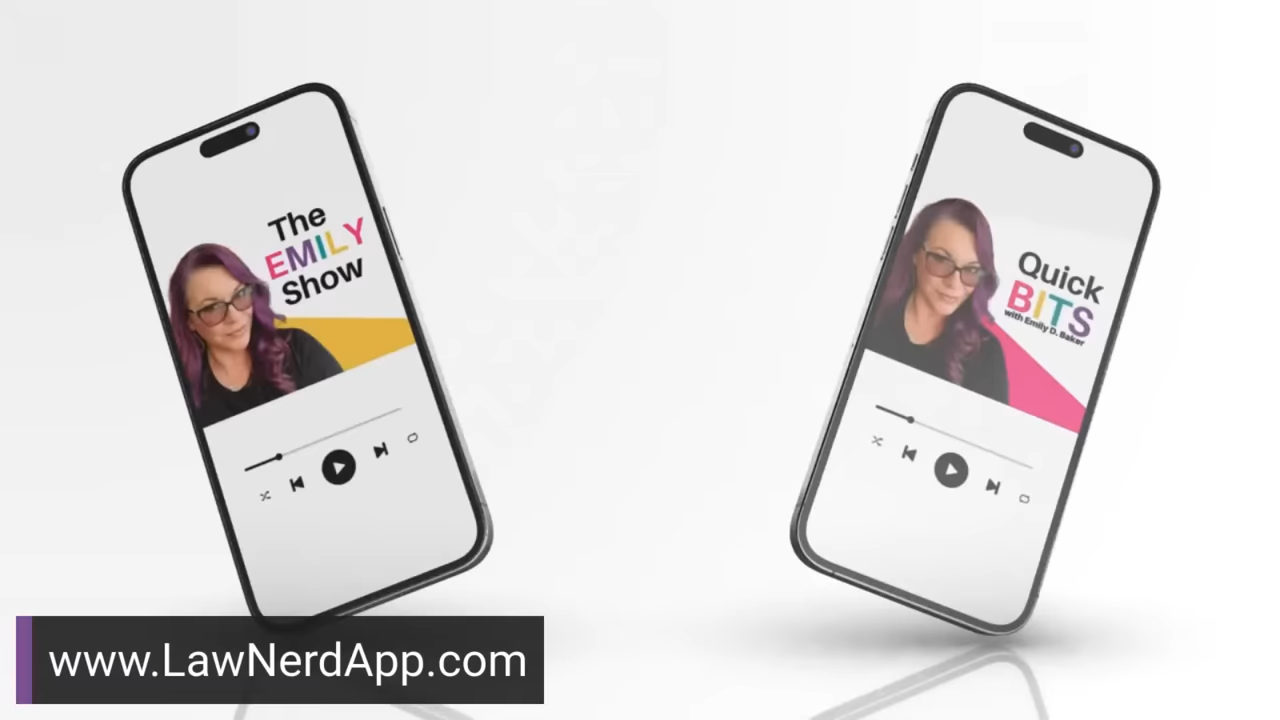 The
EMILY
Show
Quick
BITS
with Emily D. Baker
www.LawNerdApp.com